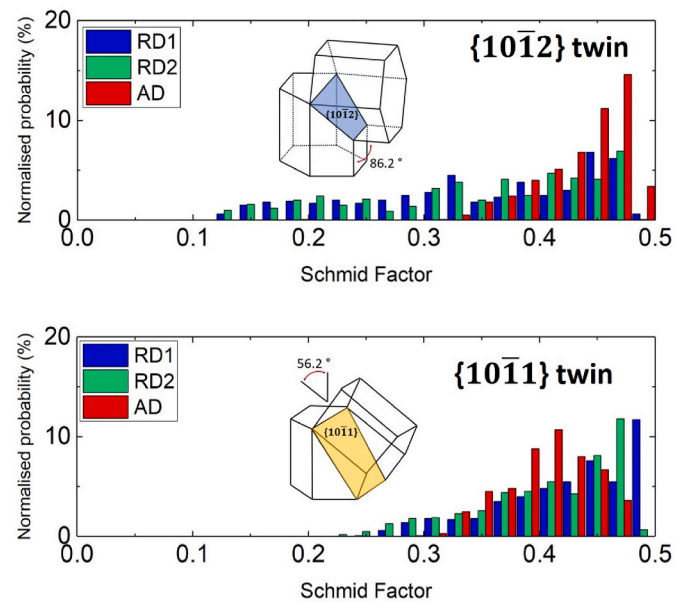 20
RD1
RD2
AD
{101̅2} twin
10
0
Normalised probability (%)
{101̅2}
86.2 °
0.0 0.1 0.2 0.3 0.4 0.5
Schmid Factor
20
RD1
RD2
AD
56.2 °
{101̅1} twin
10
0
Normalised probability (%)
{101̅1}
0.0 0.1 0.2 0.3 0.4 0.5
Schmid Factor